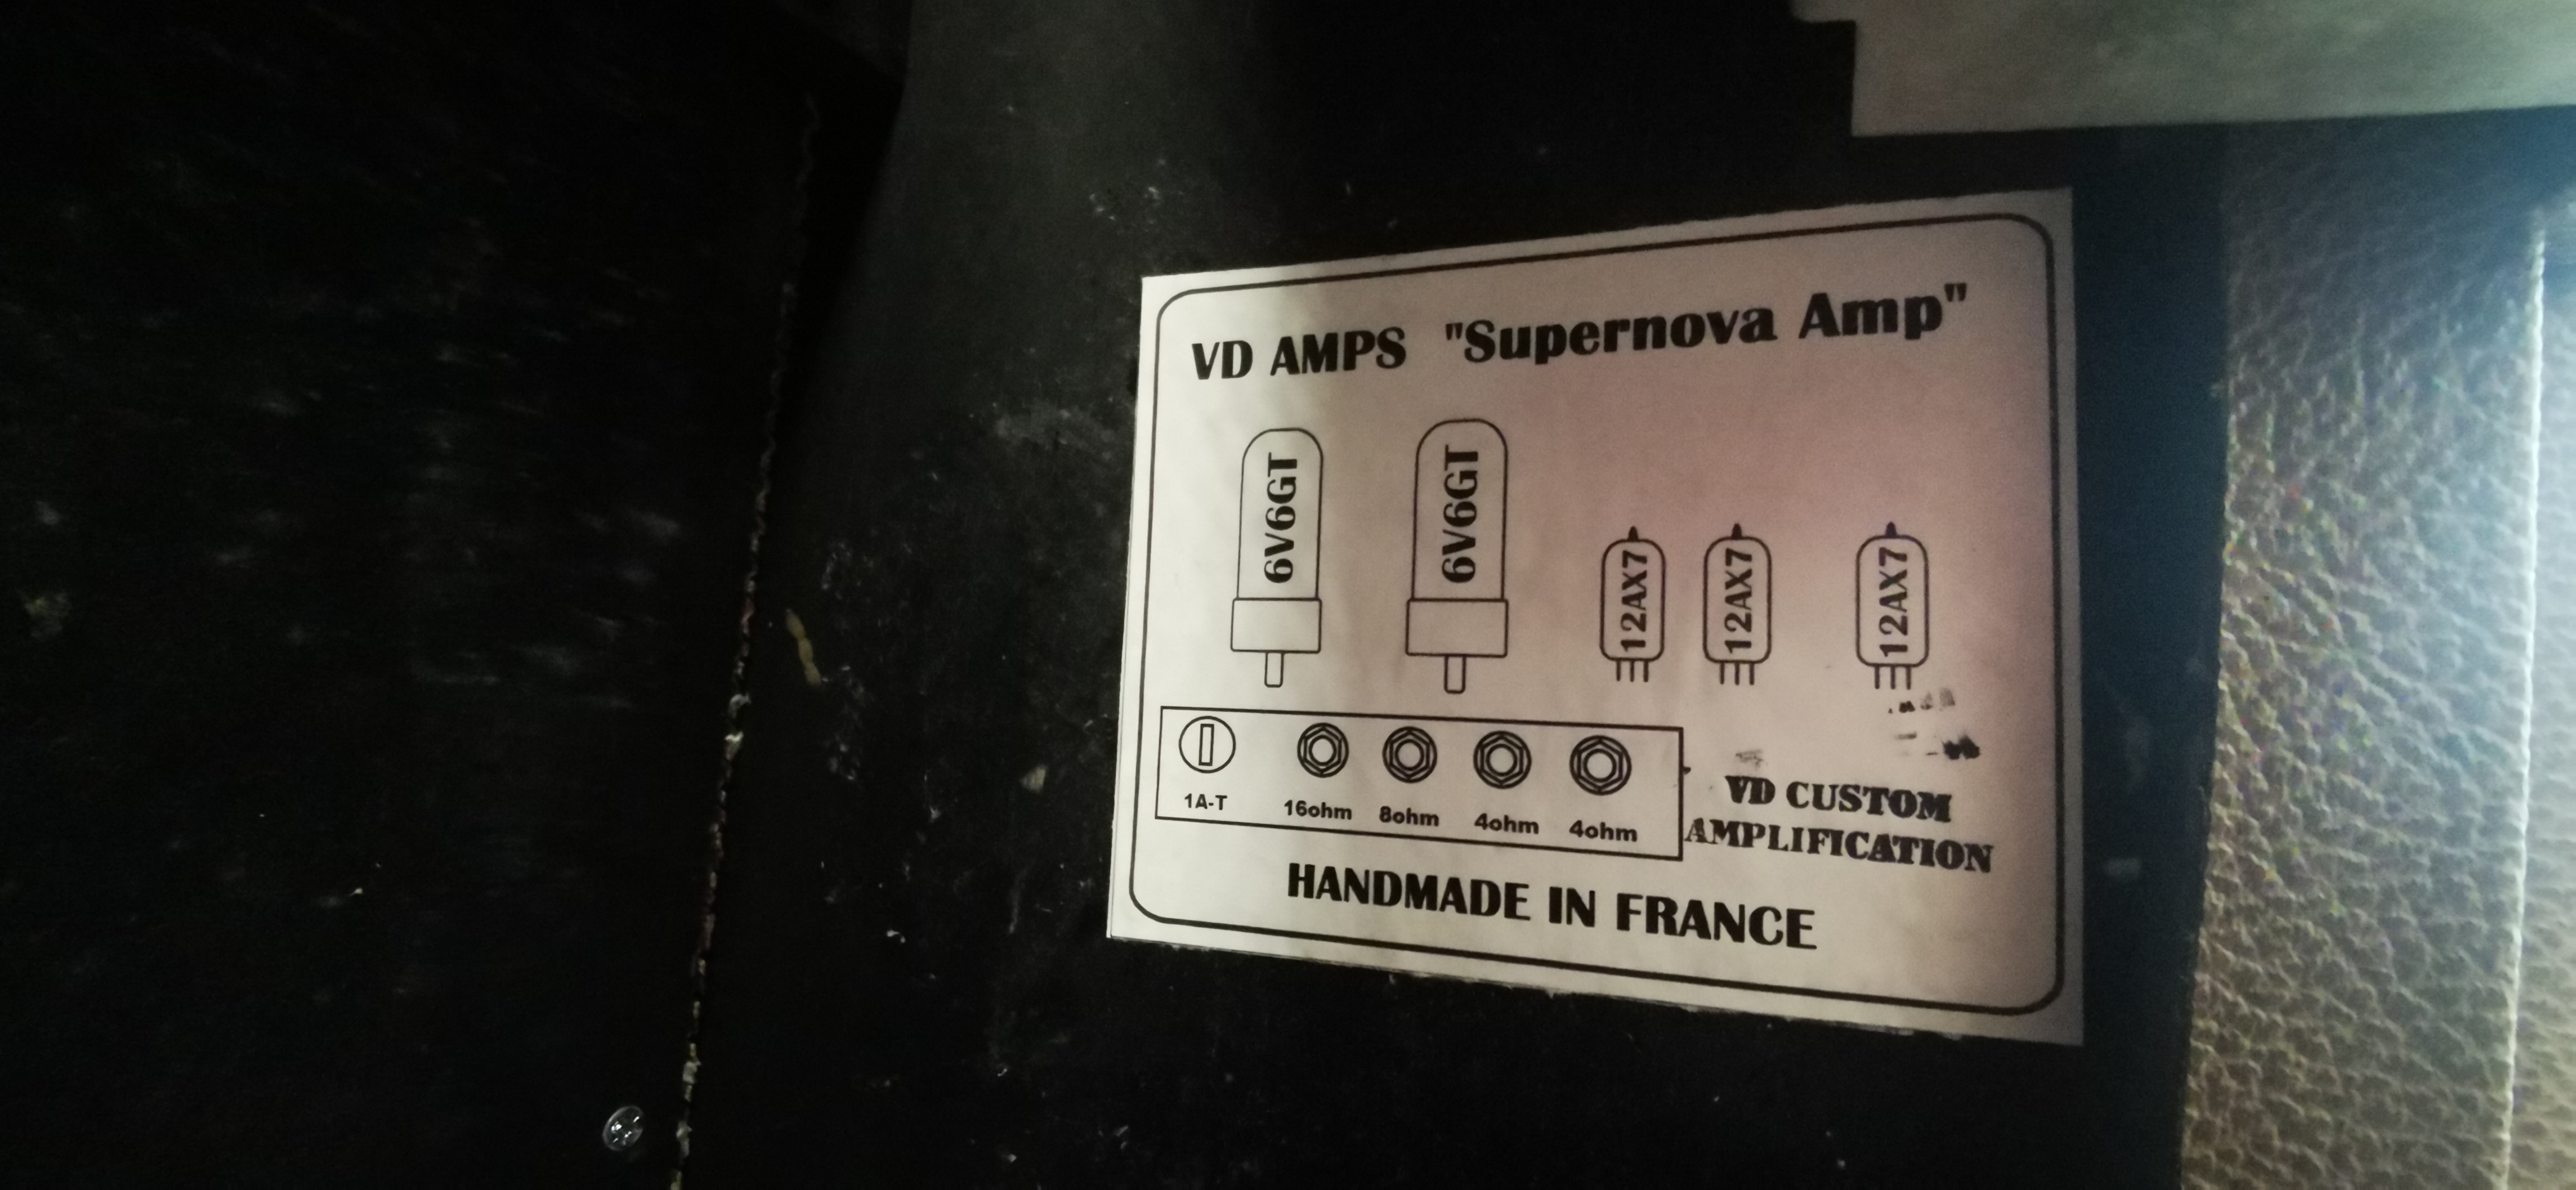 VD AMPS "Supernova Amp"
6V6GT 6V6GT 12AX7 12AX7 12AX7
1A-T 16ohm 8ohm 4ohm 4ohm
VD CUSTOM
AMPLIFICATION
HANDMADE IN FRANCE